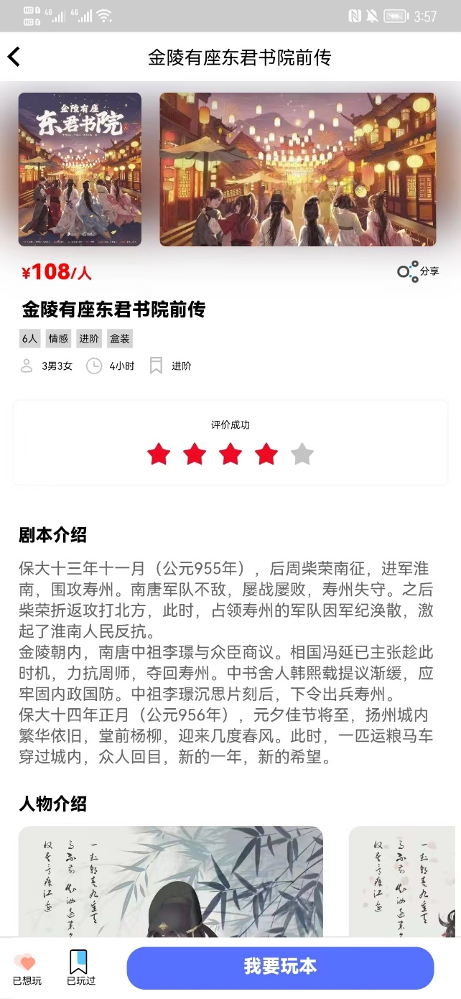 HD 1 4G 4G
HD 2
3:57
金陵有座东君书院前传
金陵有座
东君书院
¥108/人
分享
金陵有座东君书院前传
6人 情感 进阶 盒装
3男3女 4小时 进阶
评价成功
剧本介绍
保大十三年十一月（公元955年），后周柴荣南征，进军淮
南，围攻寿州。南唐军队不敌，屡战屡败，寿州失守。之后
柴荣折返攻打北方，此时，占领寿州的军队因军纪涣散，激
起了淮南人民反抗。
金陵朝内，南唐中祖李璟与众臣商议。相国冯延已主张趁此
时机，力抗周师，夺回寿州。中书舍人韩熙载提议渐缓，应
牢固内政国防。中祖李璟沉思片刻后，下令出兵寿州。
保大十四年正月（公元956年），元夕佳节将至，扬州城内
繁华依旧，堂前杨柳，迎来几度春风。此时，一匹运粮马车
穿过城内，众人回目，新的一年，新的希望。
人物介绍
已想玩
已玩过
我要玩本